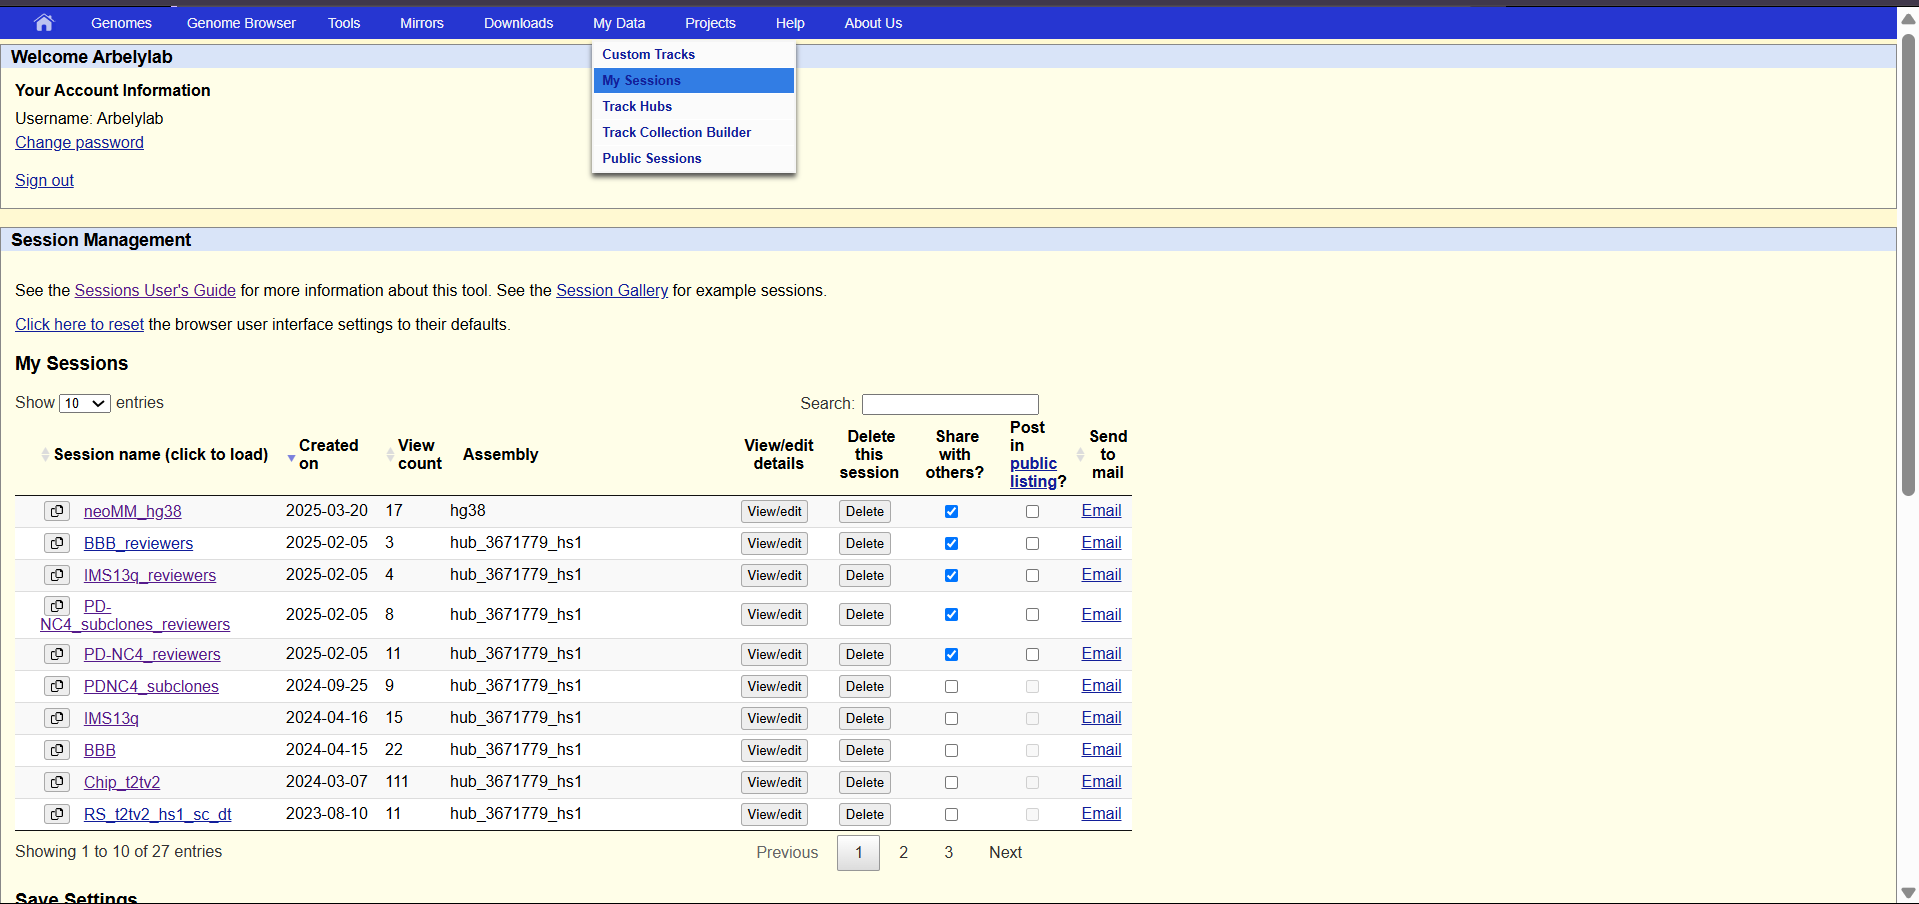 Genomes Genome Browser Tools Mirrors Downloads My Data Projects Help About Us
Custom Tracks
My Sessions
Track Hubs
Track Collection Builder
Public Sessions
Welcome Arbelylab
Your Account Information
Username: Arbelylab
Change password
Sign out
Session Management
See the Sessions User's Guide for more information about this tool. See the Session Gallery for example sessions.
Click here to reset the browser user interface settings to their defaults.
My Sessions
Show 10 entries Search:
Session name (click to load) Created on View count Assembly View/edit details Delete this session Share with others? Post in public listing? Send to mail
neoMM_hg38 2025-03-20 17 hg38 View/edit Delete Email
BBB_reviewers 2025-02-05 3 hub_3671779_hs1 View/edit Delete Email
IMS13q_reviewers 2025-02-05 4 hub_3671779_hs1 View/edit Delete Email
PD-
NC4_subclones_reviewers 2025-02-05 8 hub_3671779_hs1 View/edit Delete Email
PD-NC4_reviewers 2025-02-05 11 hub_3671779_hs1 View/edit Delete Email
PDNC4_subclones 2024-09-25 9 hub_3671779_hs1 View/edit Delete Email
IMS13q 2024-04-16 15 hub_3671779_hs1 View/edit Delete Email
BBB 2024-04-15 22 hub_3671779_hs1 View/edit Delete Email
Chip_t2tv2 2024-03-07 111 hub_3671779_hs1 View/edit Delete Email
RS_t2tv2_hs1_sc_dt 2023-08-10 11 hub_3671779_hs1 View/edit Delete Email
Showing 1 to 10 of 27 entries Previous 1 2 3 Next
Save Settings